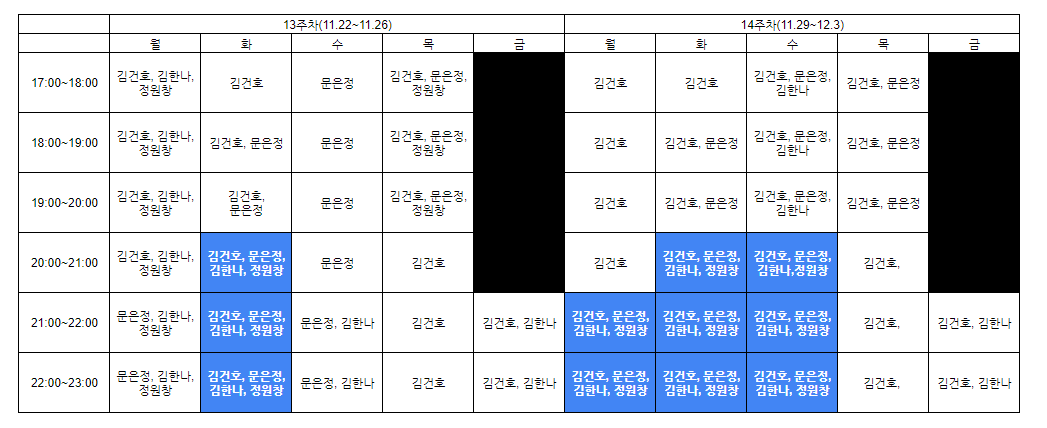 13주차(11.22~11.26) 14주차(11.29~12.3)
월 화 수 목 금 월 화 수 목 금
17:00~18:00 김건호, 김한나, 정원창 김건호 문은정 김건호, 문은정, 정원창 김건호 김건호 김건호, 문은정, 김한나 김건호, 문은정
18:00~19:00 김건호, 김한나, 정원창 김건호, 문은정 문은정 김건호, 문은정, 정원창 김건호 김건호, 문은정 김건호, 문은정, 김한나 김건호, 문은정
19:00~20:00 김건호, 김한나, 정원창 김건호, 문은정 문은정 김건호, 문은정, 정원창 김건호 김건호, 문은정 김건호, 문은정, 김한나 김건호, 문은정
20:00~21:00 김건호, 김한나, 정원창 김건호, 문은정, 김한나, 정원창 문은정 김건호 김건호 김건호, 문은정, 김한나, 정원창 김건호, 문은정, 김한나,정원창 김건호,
21:00~22:00 문은정, 김한나, 정원창 김건호, 문은정, 김한나, 정원창 문은정, 김한나 김건호 김건호, 김한나 김건호, 문은정, 김한나, 정원창 김건호, 문은정, 김한나, 정원창 김건호, 문은정, 김한나, 정원창 김건호, 김건호, 김한나
22:00~23:00 문은정, 김한나, 정원창 김건호, 문은정, 김한나, 정원창 문은정, 김한나 김건호 김건호, 김한나 김건호, 문은정, 김한나, 정원창 김건호, 문은정, 김한나, 정원창 김건호, 문은정, 김한나, 정원창 김건호, 김건호, 김한나